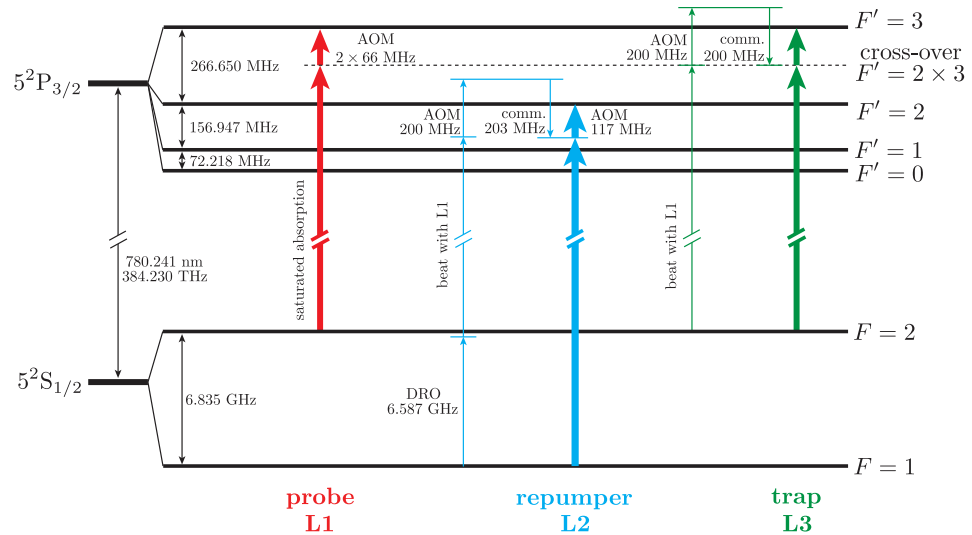 F′ = 3
AOM
2 × 66 MHz
AOM
200 MHz
comm.
200 MHz
cross-over
F′ = 2 × 3
5²P₃/₂
266.650 MHz
F′ = 2
AOM
200 MHz
comm.
203 MHz
AOM
117 MHz
156.947 MHz
F′ = 1
72.218 MHz
F′ = 0
saturated absorption
beat with L1
beat with L1
780.241 nm
384.230 THz
F = 2
5²S₁/₂
6.835 GHz
DRO
6.587 GHz
F = 1
probe
L1
repumper
L2
trap
L3